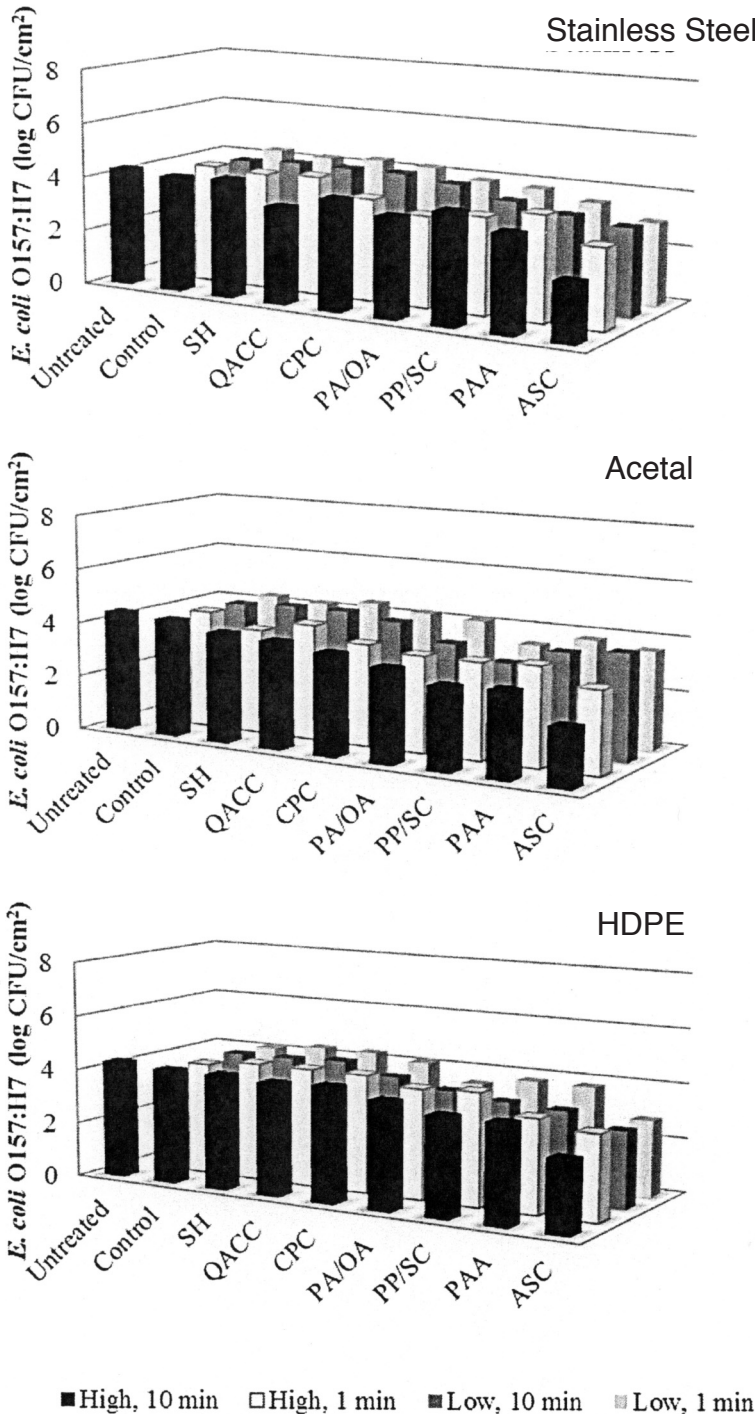 Stainless Steel
E. coli O157:H7 (log CFU/cm²)
8
6
4
2
0
Untreated
Control
SH
QACC
CPC
PA/OA
PP/SC
PAA
ASC
Acetal
E. coli O157:H7 (log CFU/cm²)
8
6
4
2
0
Untreated
Control
SH
QACC
CPC
PA/OA
PP/SC
PAA
ASC
HDPE
E. coli O157:H7 (log CFU/cm²)
8
6
4
2
0
Untreated
Control
SH
QACC
CPC
PA/OA
PP/SC
PAA
ASC
High, 10 min High, 1 min Low, 10 min Low, 1 min